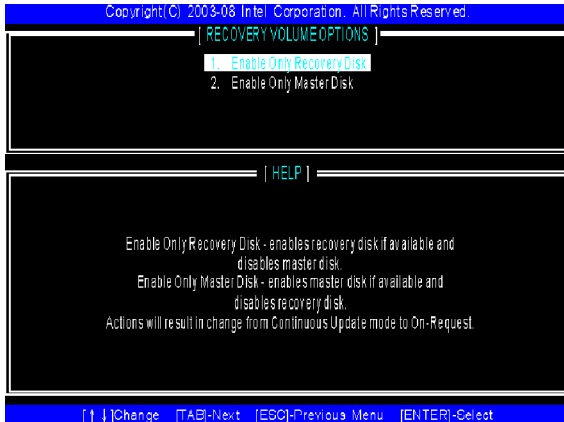 Copyright(C) 2003-08 Intel Corporation. All Rights Reserved.
[ RECOVERY VOLUME OPTIONS ]
1. Enable Only Recovery Disk
2. Enable Only Master Disk
[ HELP ]
Enable Only Recovery Disk - enables recovery disk if available and
disables master disk.
Enable Only Master Disk - enables master disk if available and
disables recovery disk.
Actions will result in change from Continuous Update mode to On-Request.
[↑↓]Change [TAB]-Next [ESC]-Previous Menu [ENTER]-Select